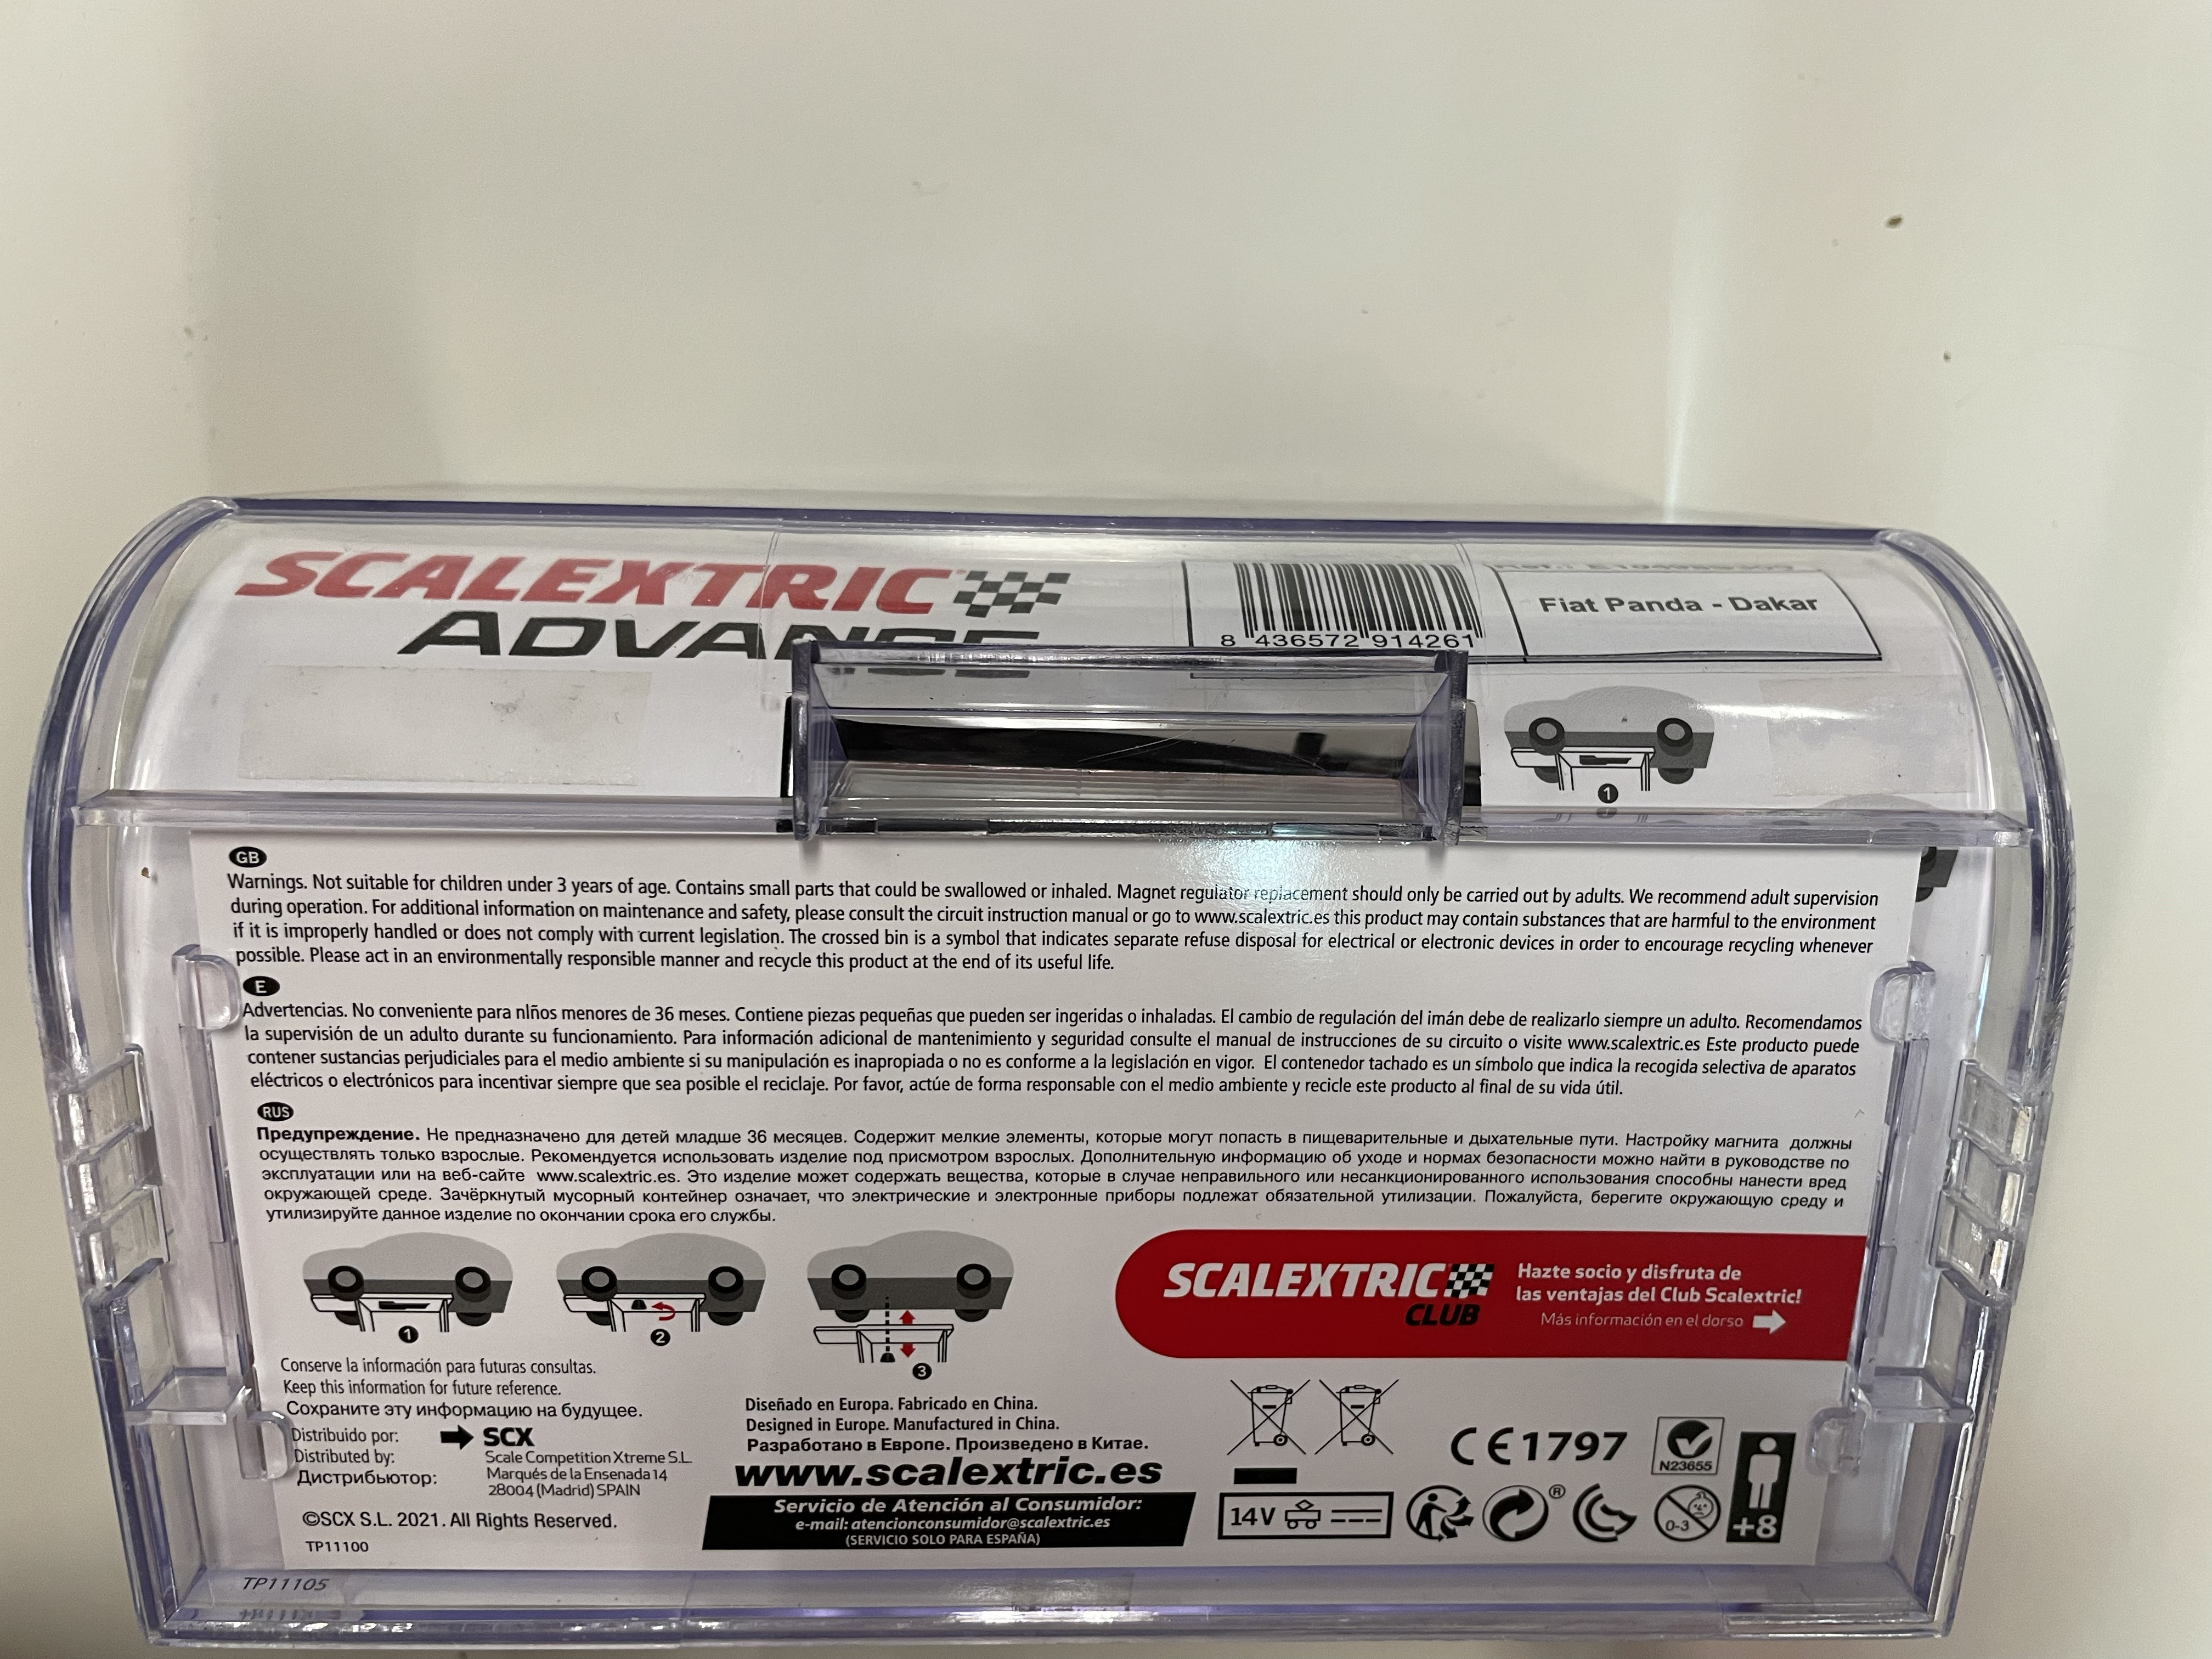 SCALEXTRIC
ADVANCE
8 436572 914261
Fiat Panda - Dakar
1
GB
Warnings. Not suitable for children under 3 years of age. Contains small parts that could be swallowed or inhaled. Magnet regulator replacement should only be carried out by adults. We recommend adult supervision
during operation. For additional information on maintenance and safety, please consult the circuit instruction manual or go to www.scalextric.es this product may contain substances that are harmful to the environment
if it is improperly handled or does not comply with current legislation. The crossed bin is a symbol that indicates separate refuse disposal for electrical or electronic devices in order to encourage recycling whenever
possible. Please act in an environmentally responsible manner and recycle this product at the end of its useful life.
E
Advertencias. No conveniente para nIños menores de 36 meses. Contiene piezas pequeñas que pueden ser ingeridas o inhaladas. El cambio de regulación del imán debe de realizarlo siempre un adulto. Recomendamos
la supervisión de un adulto durante su funcionamiento. Para información adicional de mantenimiento y seguridad consulte el manual de instrucciones de su circuito o visite www.scalextric.es Este producto puede
contener sustancias perjudiciales para el medio ambiente si su manipulación es inapropiada o no es conforme a la legislación en vigor. El contenedor tachado es un símbolo que indica la recogida selectiva de aparatos
eléctricos o electrónicos para incentivar siempre que sea posible el reciclaje. Por favor, actúe de forma responsable con el medio ambiente y recicle este producto al final de su vida útil.
RUS
Предупреждение. Не предназначено для детей младше 36 месяцев. Содержит мелкие элементы, которые могут попасть в пищеварительные и дыхательные пути. Настройку магнита должны
осуществлять только взрослые. Рекомендуется использовать изделие под присмотром взрослых. Дополнительную информацию об уходе и нормах безопасности можно найти в руководстве по
эксплуатации или на веб-сайте www.scalextric.es. Это изделие может содержать вещества, которые в случае неправильного или несанкционированного использования способны нанести вред
окружающей среде. Зачёркнутый мусорный контейнер означает, что электрические и электронные приборы подлежат обязательной утилизации. Пожалуйста, берегите окружающую среду и
утилизируйте данное изделие по окончании срока его службы.
1
2
3
SCALEXTRIC
CLUB
Hazte socio y disfruta de
las ventajas del Club Scalextric!
Más información en el dorso
Conserve la información para futuras consultas.
Keep this information for future reference.
Сохраните эту информацию на будущее.
Distribuido por:
Distributed by:
Дистрибьютор:
SCX
Scale Competition Xtreme S.L.
Marqués de la Ensenada 14
28004 (Madrid) SPAIN
©SCX S.L. 2021. All Rights Reserved.
TP11100
Diseñado en Europa. Fabricado en China.
Designed in Europe. Manufactured in China.
Разработано в Европе. Произведено в Китае.
www.scalextric.es
Servicio de Atención al Consumidor:
e-mail: atencionconsumidor@scalextric.es
(SERVICIO SOLO PARA ESPAÑA)
CE 1797
N23655
14V
®
0-3
+8
TP11105